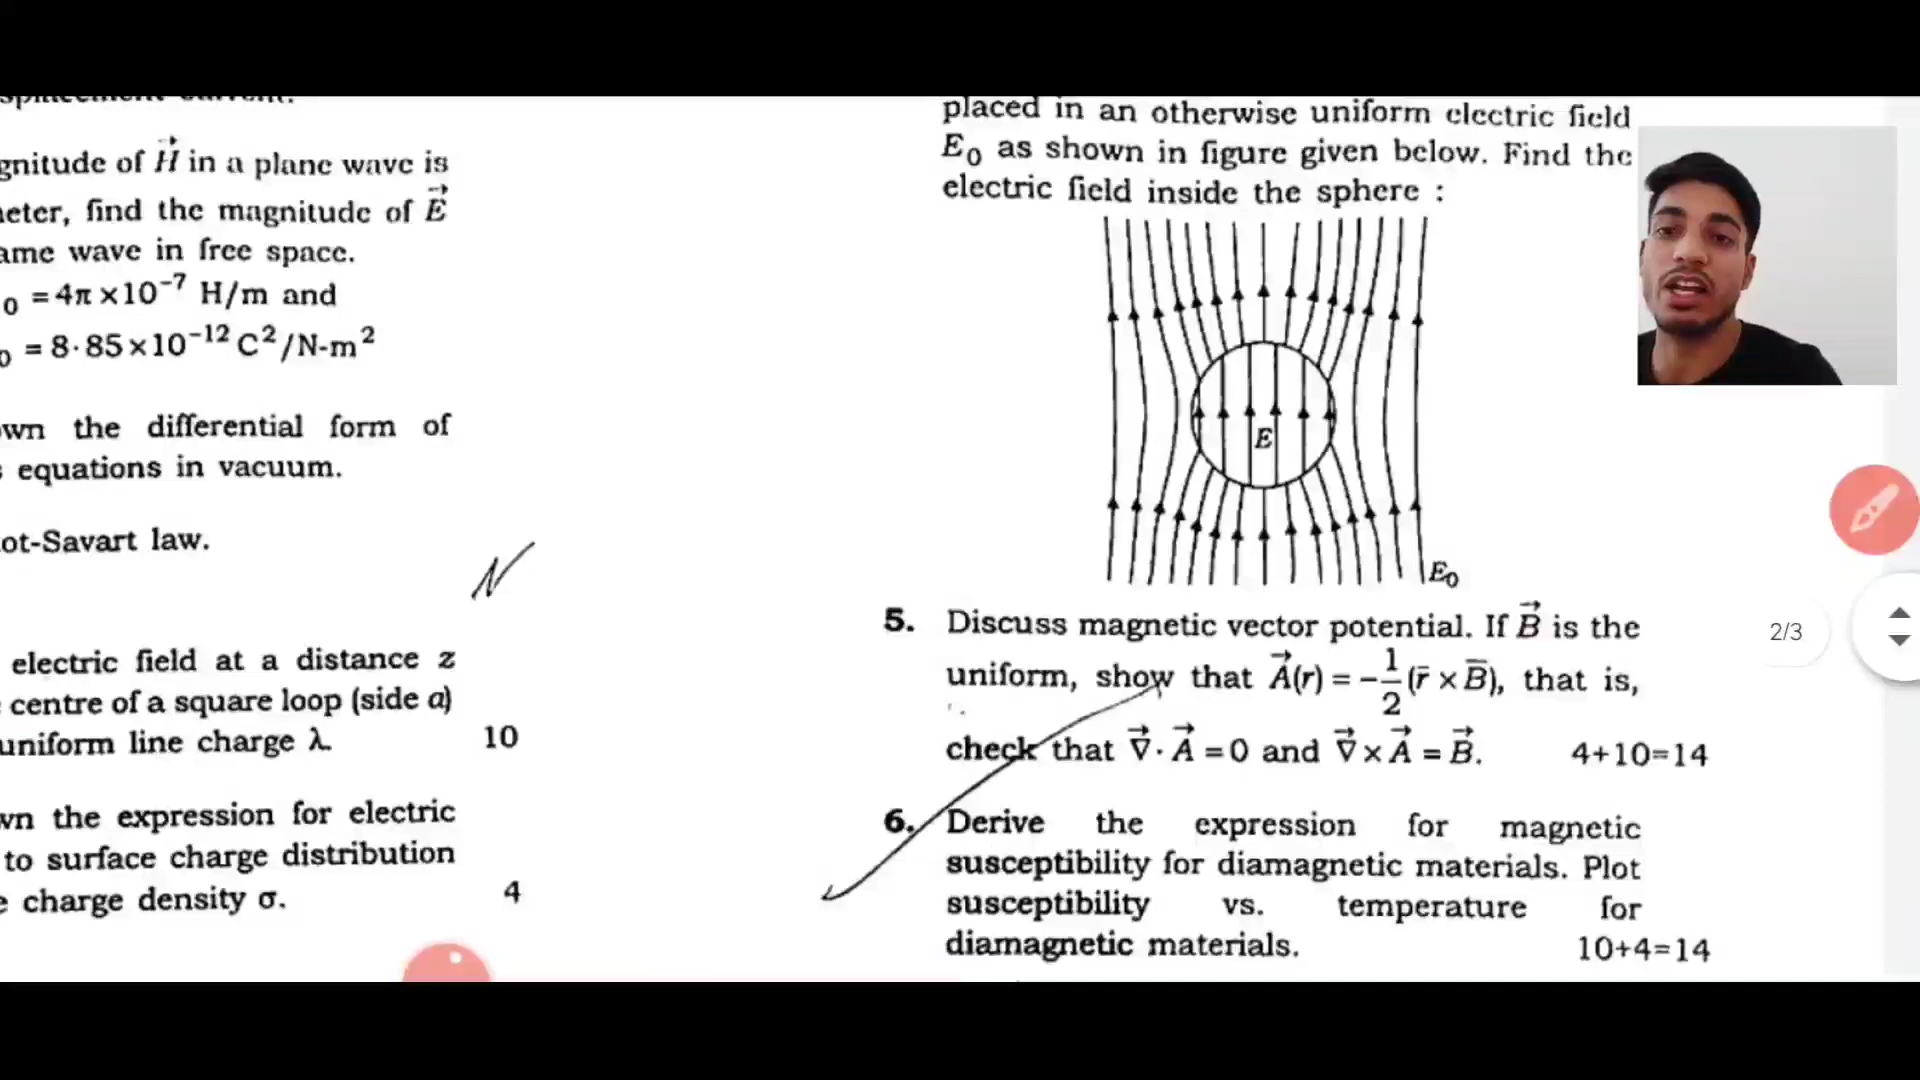 gnitude of H⃗ in a plane wave is
eter, find the magnitude of E⃗
ame wave in free space.
0 = 4π×10⁻⁷ H/m and
0 = 8·85×10⁻¹² C²/N-m²
own the differential form of
s equations in vacuum.
ot-Savart law.
N
electric field at a distance z
centre of a square loop (side a)
uniform line charge λ. 10
wn the expression for electric
to surface charge distribution
e charge density σ. 4
placed in an otherwise uniform electric field
E₀ as shown in figure given below. Find the
electric field inside the sphere :
E
E₀
5. Discuss magnetic vector potential. If B⃗ is the
uniform, show that A⃗(r) = −1/2 (r̄ × B̄), that is,
check that ∇⃗ · A⃗ = 0 and ∇⃗ × A⃗ = B⃗. 4+10=14
6. Derive the expression for magnetic
susceptibility for diamagnetic materials. Plot
susceptibility vs. temperature for
diamagnetic materials. 10+4=14
2/3